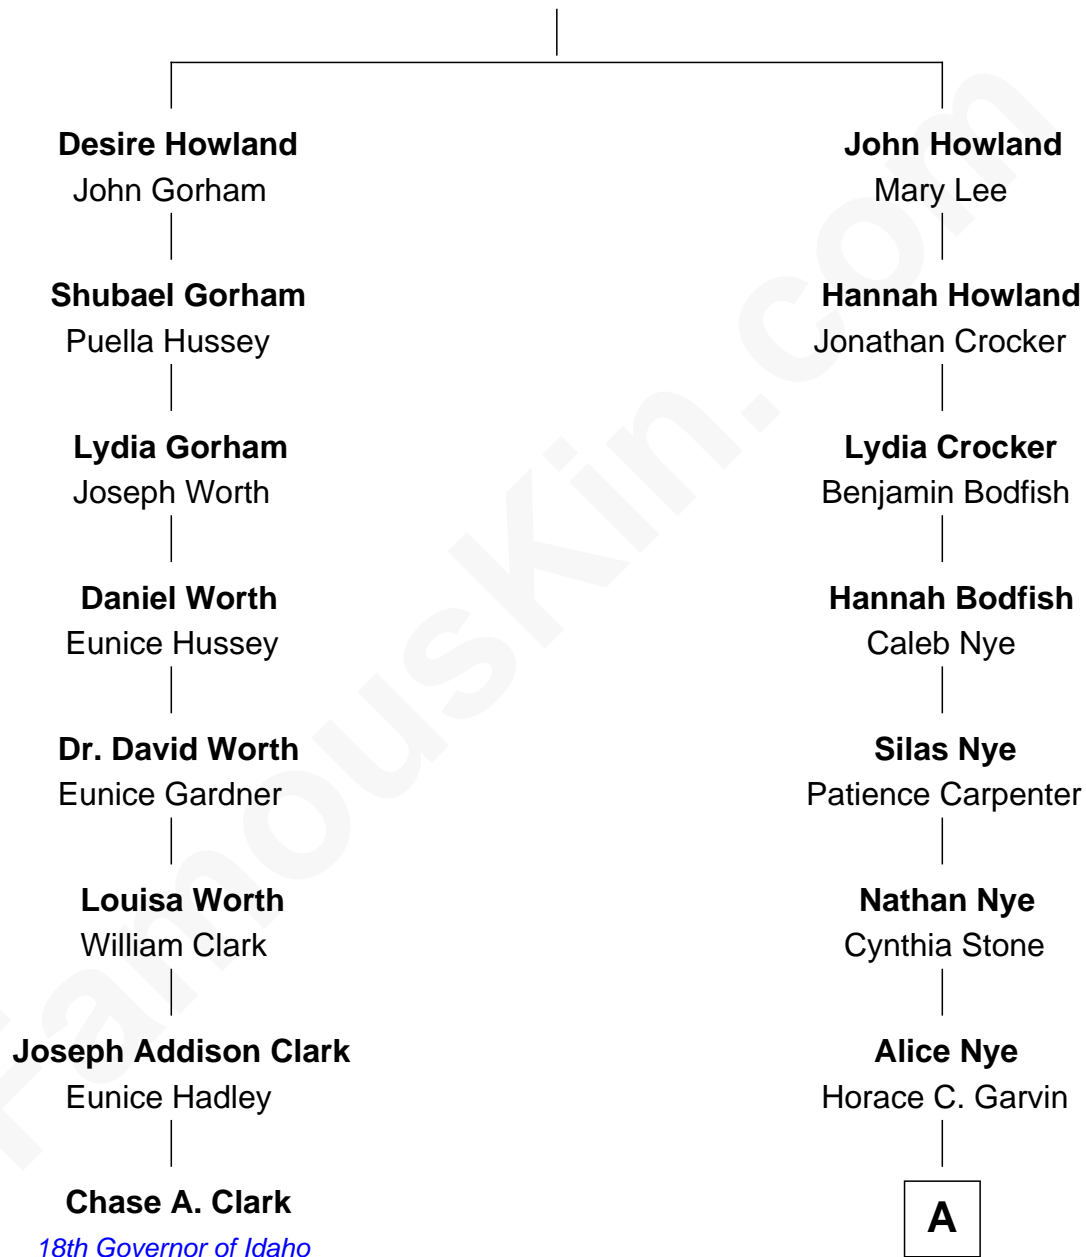 Desire Howland
John Gorham
Shubael Gorham
Puella Hussey
Lydia Gorham
Joseph Worth
Daniel Worth
Eunice Hussey
Dr. David Worth
Eunice Gardner
Louisa Worth
William Clark
Joseph Addison Clark
Eunice Hadley
Chase A. Clark
18th Governor of Idaho
John Howland
Mary Lee
Hannah Howland
Jonathan Crocker
Lydia Crocker
Benjamin Bodfish
Hannah Bodfish
Caleb Nye
Silas Nye
Patience Carpenter
Nathan Nye
Cynthia Stone
Alice Nye
Horace C. Garvin
A
FamousKin.com